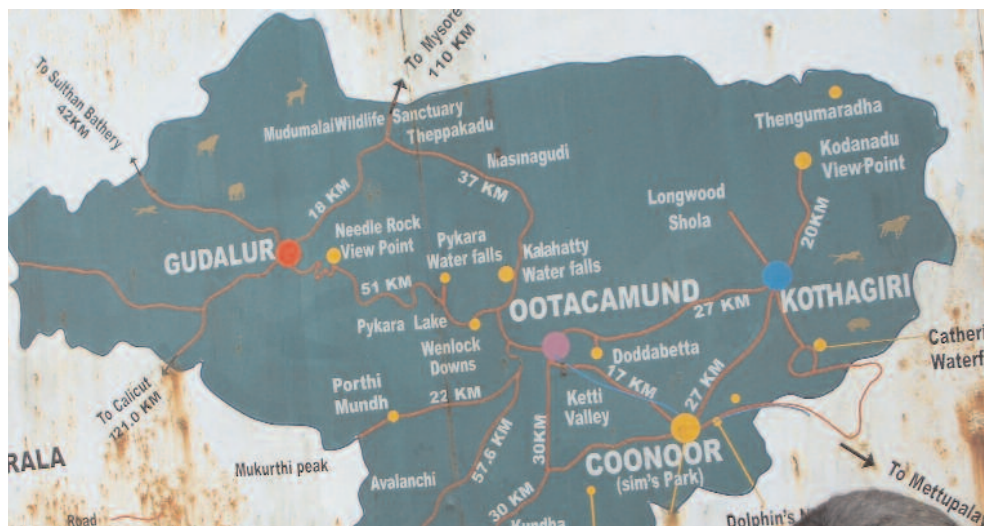 To Mysore
110 KM
To Sulthan Bathery
42KM
Mudumalai Wildlife Sanctuary
Theppakadu
Masinagudi
37 KM
18 KM
Thengumaradha
Kodanadu
View Point
Longwood
Shola
20KM
Needle Rock
View Point
GUDALUR
Pykara
Water falls
Kalahatty
Water falls
51 KM
OOTACAMUND
27 KM
KOTHAGIRI
Pykara Lake
Wenlock
Downs
Doddabetta
17 KM
27 KM
Ketti
Valley
Porthi
Mundh
22 KM
To Calicut
121.0 KM
Catheri
Waterf
RALA
Mukurthi peak
Avalanchi
57.6 KM
30KM
COONOOR
(sim's Park)
30 KM
To Mettupala
Road
Kundha
Dolphin's N